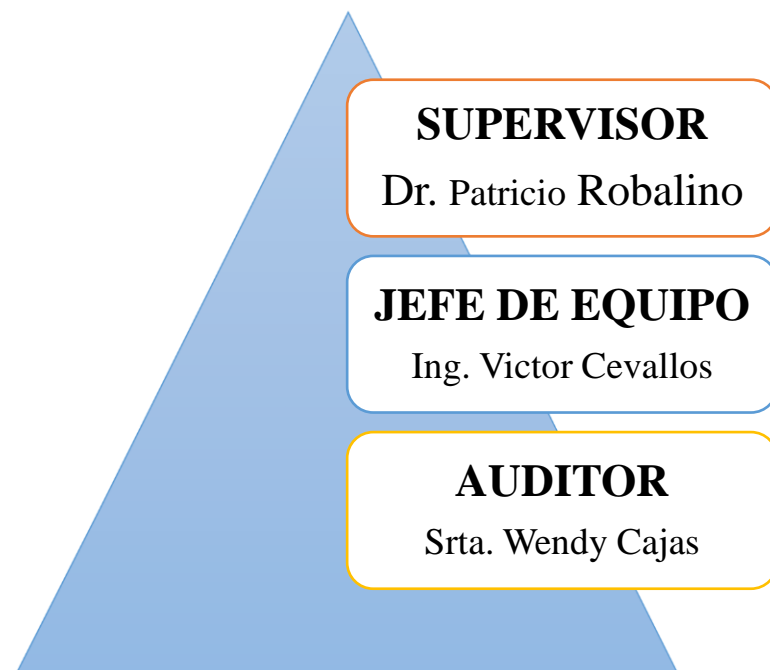 SUPERVISOR
Dr. Patricio Robalino
JEFE DE EQUIPO
Ing. Victor Cevallos
AUDITOR
Srta. Wendy Cajas